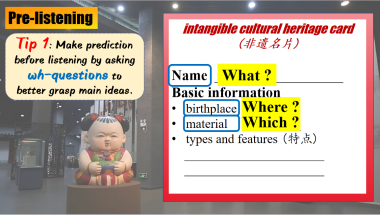 Pre-listening
Tip 1: Make prediction
before listening by asking
wh-questions to
better grasp main ideas.
intangible cultural heritage card
(非遗名片)
Name What ?
Basic information
• birthplace Where ?
• material Which ?
• types and features (特点)